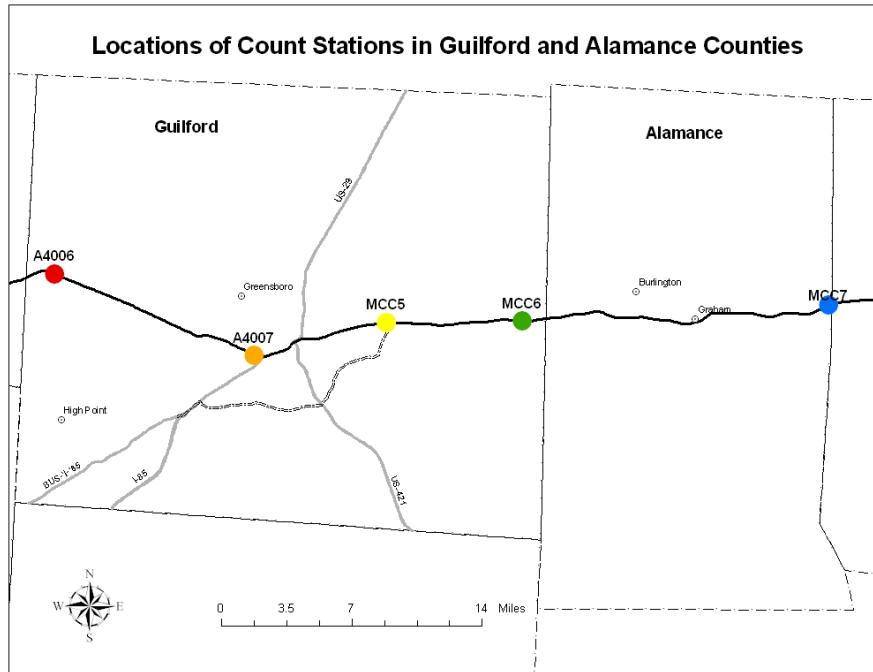 Locations of Count Stations in Guilford and Alamance Counties
Guilford
Alamance
US-29
A4006
Greensboro
Burlington
MCC5
MCC6
MCC7
Graham
A4007
High Point
BUS-I-85
I-85
US-421
N
W E
S
0 3.5 7 14 Miles